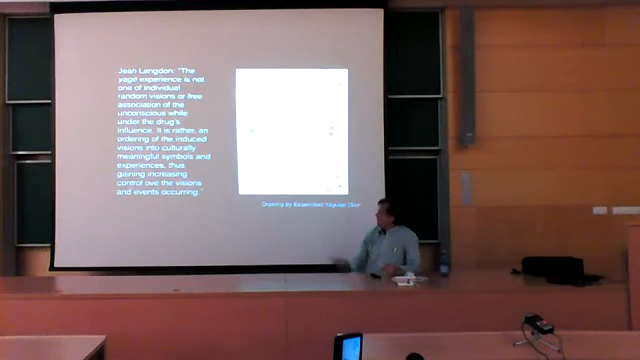 Jean Langdon: "The
yagé experience is not
one of individual
random visions or free
association of the
unconscious while
under the drug's
influence. It is rather, an
ordering of the induced
visions into culturally
meaningful symbols and
experiences, thus
gaining increasing
control ove the visions
and events occurring."
Drawing by